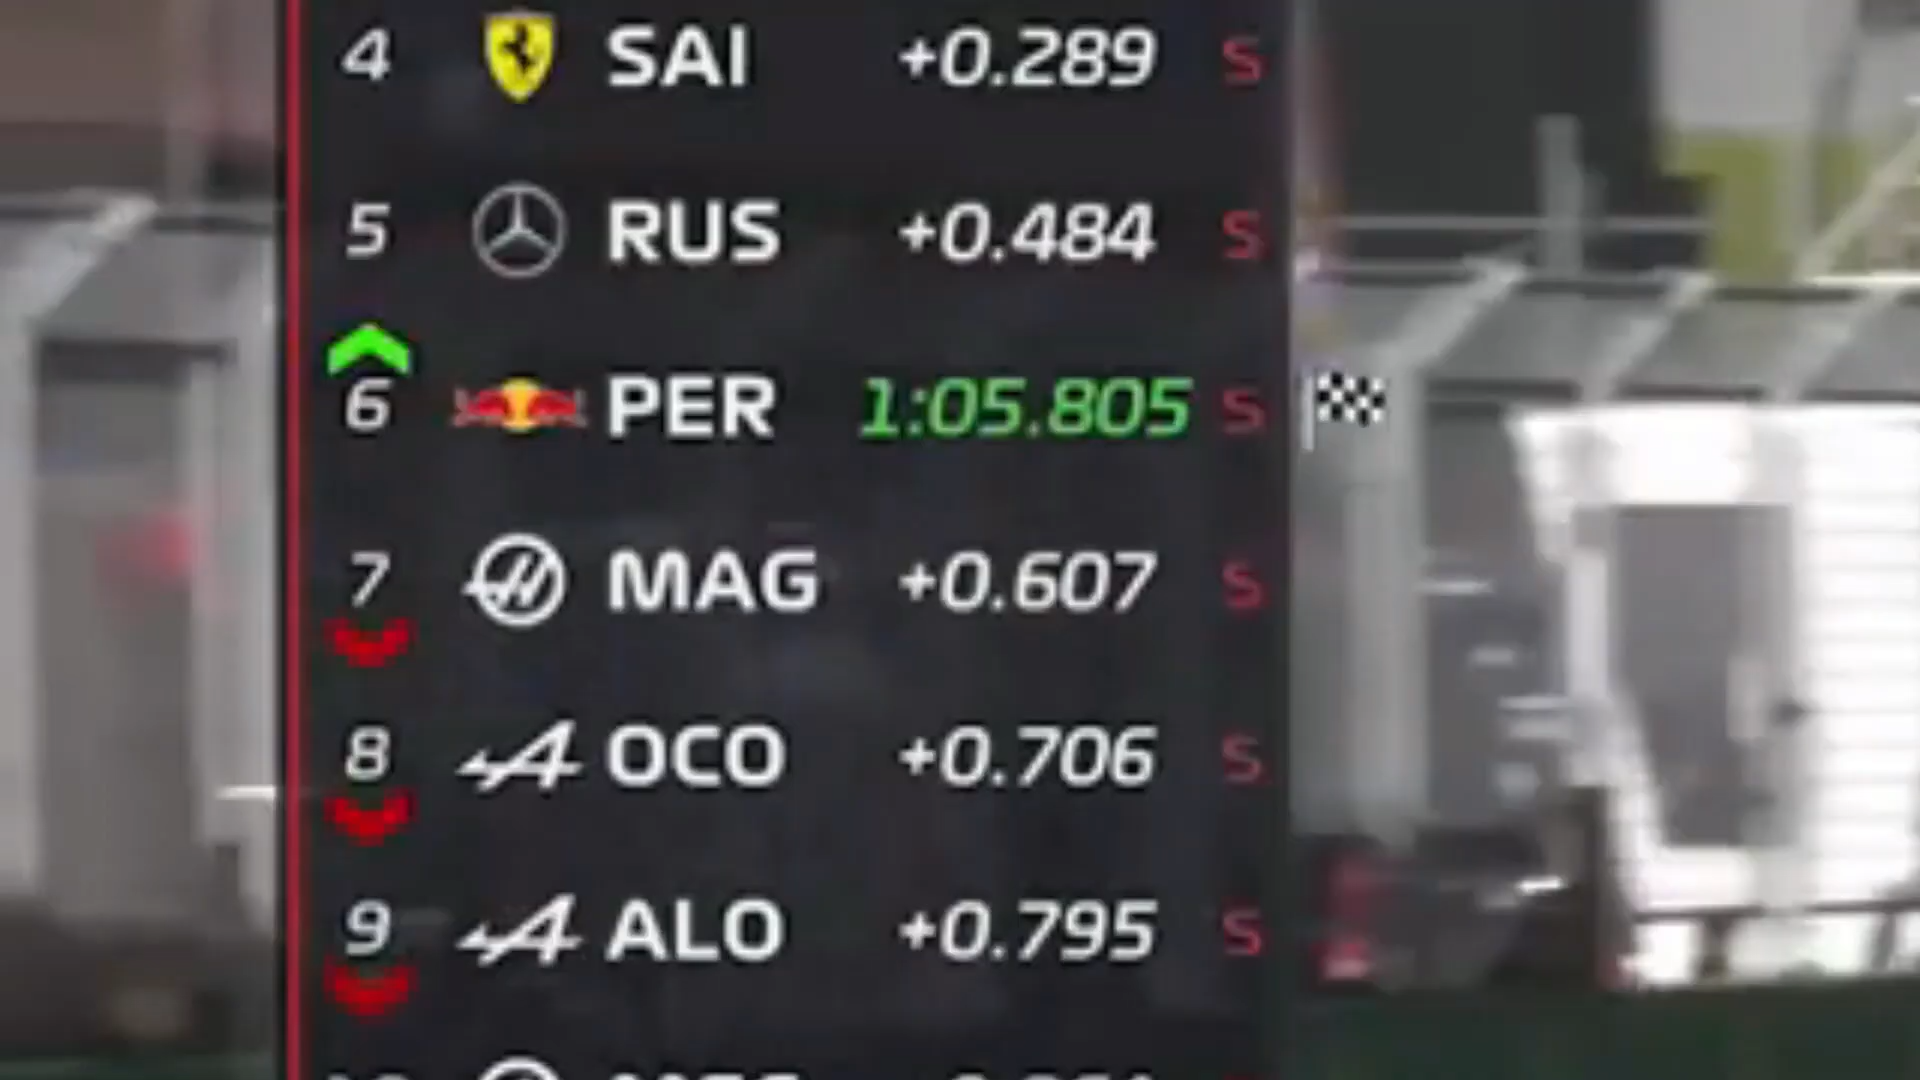 4 SAI +0.289 S
5 RUS +0.484 S
6 PER 1:05.805 S
7 MAG +0.607 S
8 OCO +0.706 S
9 ALO +0.795 S